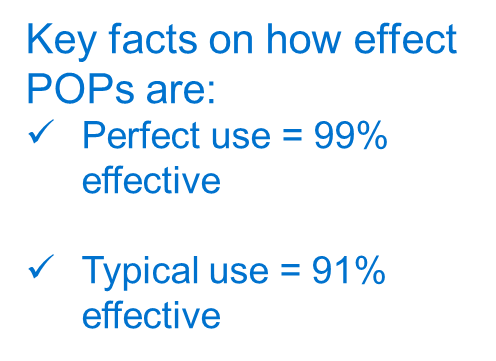 Key facts on how effect
POPs are:
✓ Perfect use = 99%
effective
✓ Typical use = 91%
effective